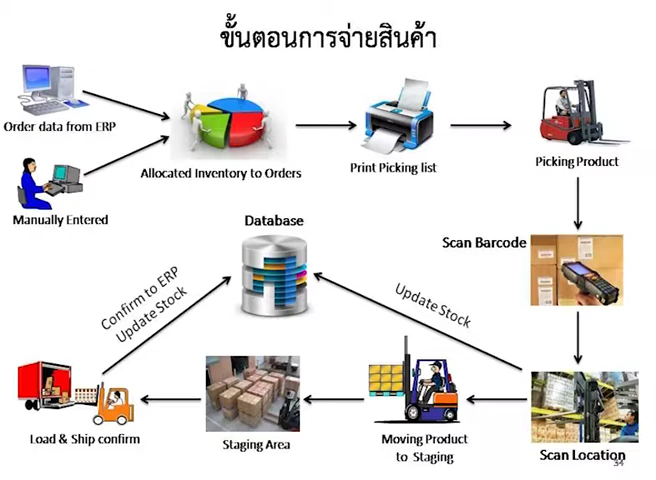 ขั้นตอนการจ่ายสินค้า
Order data from ERP
Manually Entered
Allocated Inventory to Orders
Print Picking list
Picking Product
Scan Barcode
Database
Confirm to ERP
Update Stock
Update Stock
Load & Ship confirm
Staging Area
Moving Product
to Staging
Scan Location
34